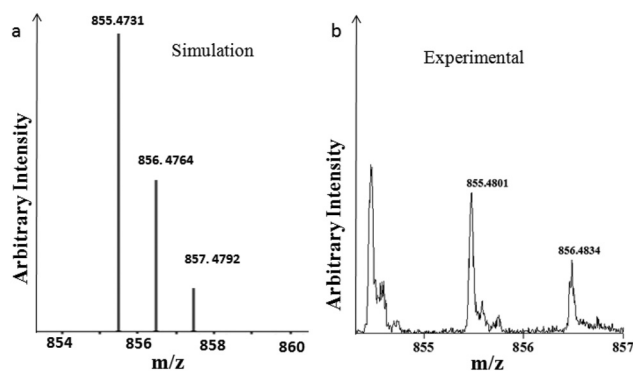 a
855.4731
Simulation
856. 4764
857. 4792
Arbitrary Intensity
854 856 858 860
m/z
b
Experimental
855.4801
856.4834
Arbitrary Intensity
855 856 857
m/z